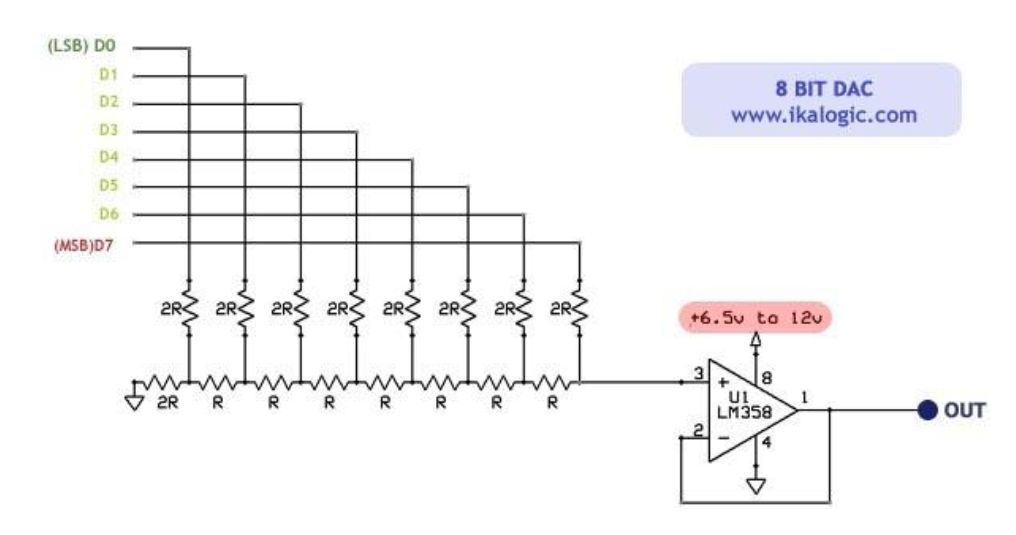 (LSB) D0
D1
D2
D3
D4
D5
D6
(MSB)D7
8 BIT DAC
www.ikalogic.com
2R 2R 2R 2R 2R 2R 2R 2R
+6.5v to 12v
2R R R R R R R R
3
+
8
U1
LM358
1
2
-
4
OUT